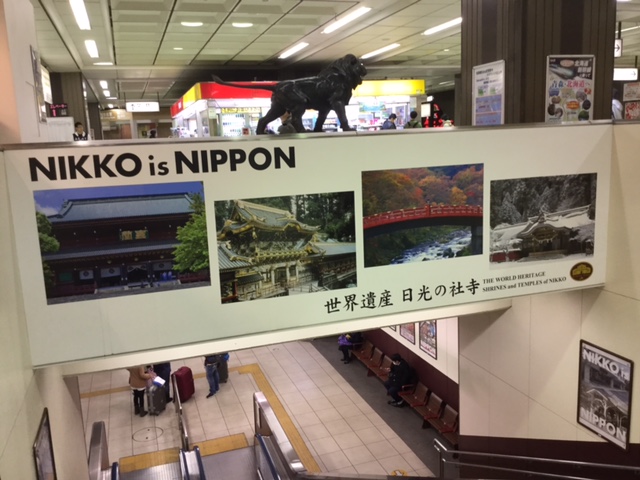 NIKKO is NIPPON
世界遺産 日光の社寺
THE WORLD HERITAGE
SHRINES and TEMPLES of NIKKO
NIKKO is
NIPPON